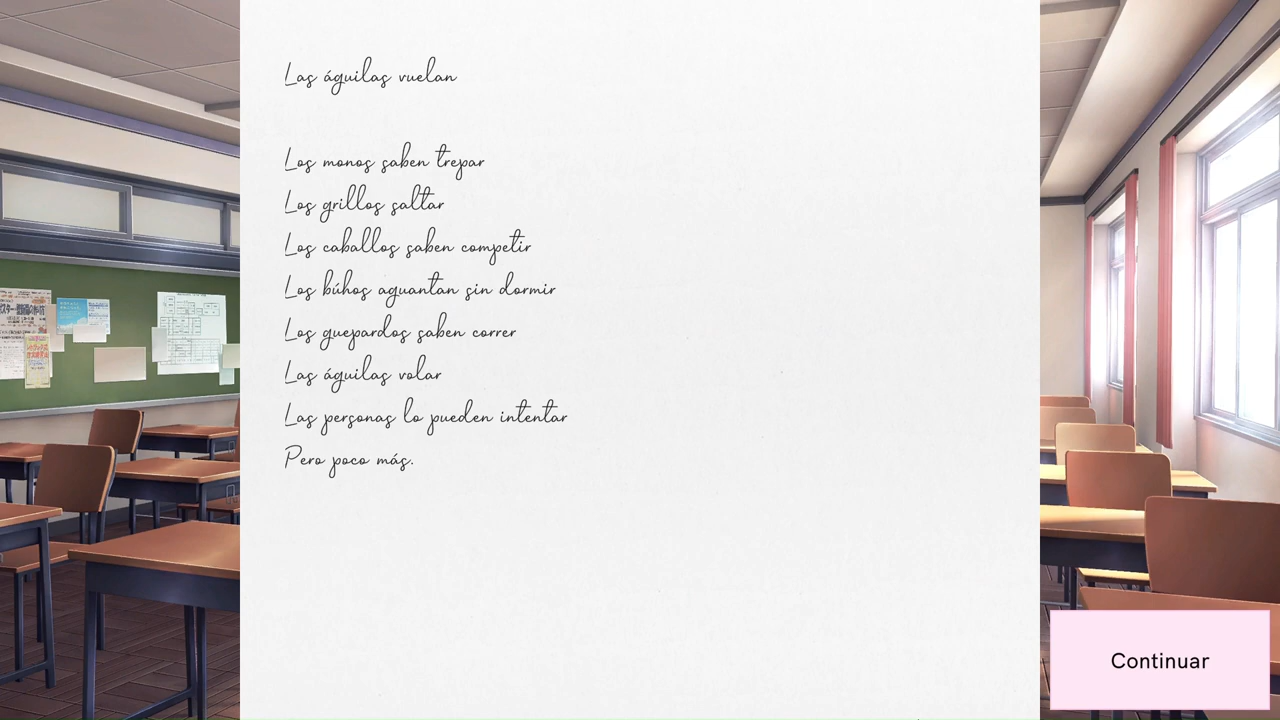 Las águilas vuelan
Los monos saben trepar
Los grillos saltar
Los caballos saben competir
Los búhos aguantan sin dormir
Los guepardos saben correr
Las águilas volar
Las personas lo pueden intentar
Pero poco más.
Continuar